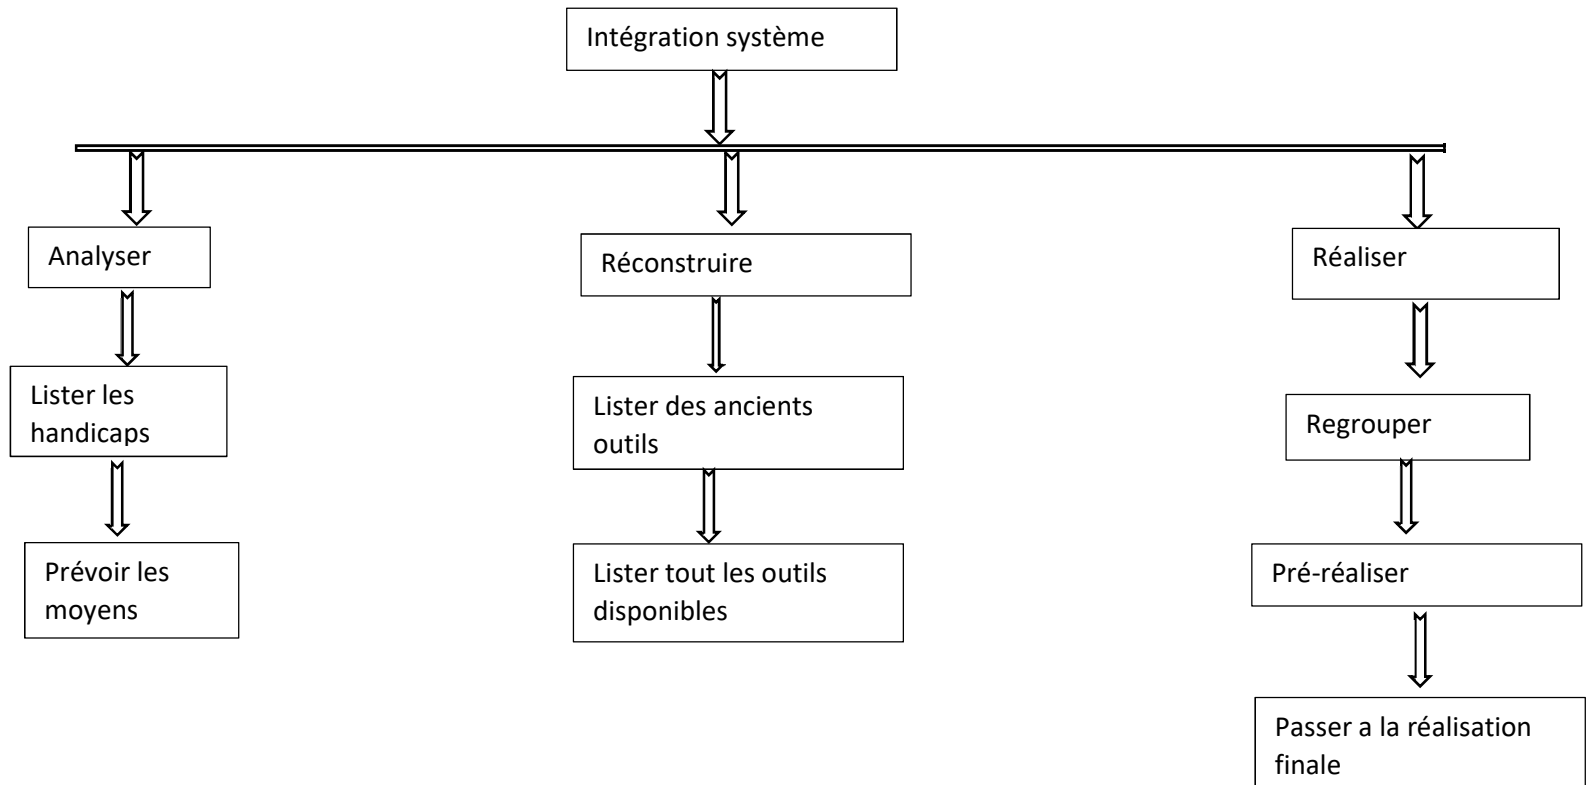 Intégration système
Analyser
Réconstruire
Réaliser
Lister les
handicaps
Lister des ancients
outils
Regrouper
Prévoir les
moyens
Lister tout les outils
disponibles
Pré-réaliser
Passer a la réalisation
finale